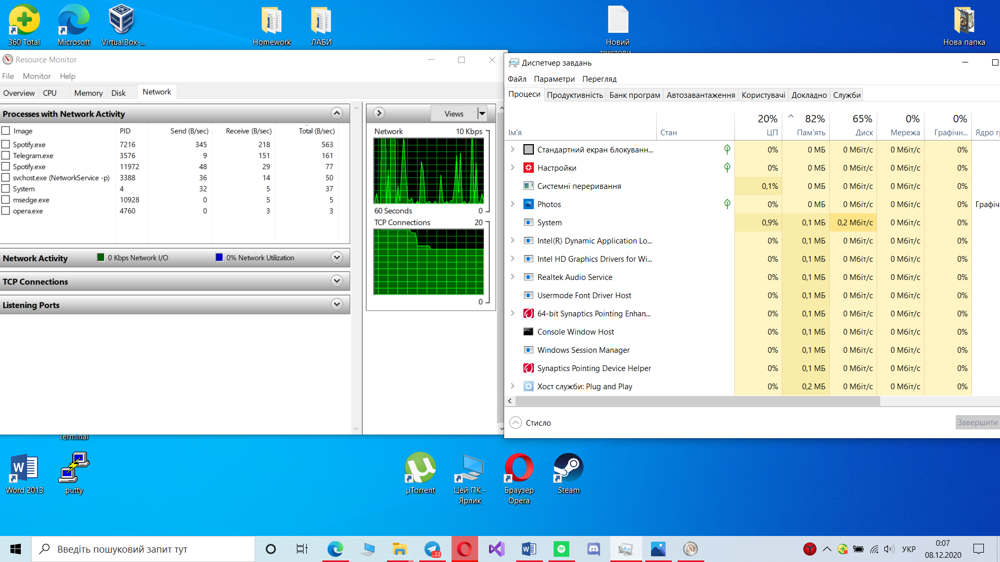 360 Total
Microsoft
VirtualBox-...
Homework
ЛАБИ
Новий
Нова папка
Resource Monitor
File Monitor Help
Overview CPU Memory Disk Network
Processes with Network Activity
Image PID Send (B/sec) Receive (B/sec) Total (B/sec)
Spotify.exe 7216 345 218 563
Telegram.exe 3576 9 151 161
Spotify.exe 11972 48 29 77
svchost.exe (NetworkService -p) 3388 36 14 50
System 4 32 5 37
msedge.exe 10928 0 5 5
opera.exe 4760 0 3 3
Network Activity 0 Kbps Network I/O 0% Network Utilization
TCP Connections
Listening Ports
Views
Network 10 Kbps
60 Seconds 0
TCP Connections 20
0
Диспетчер завдань
Файл Параметри Перегляд
Процеси Продуктивність Банк програм Автозавантаження Користувачі Докладно Служби
20% 82% 65% 0% 0%
Ім'я Стан ЦП Пам'ять Диск Мережа Графічн... Ядро гр
Стандартний екран блокуванн... 0% 0 МБ 0 Мбіт/с 0 Мбіт/с 0%
Настройки 0% 0 МБ 0 Мбіт/с 0 Мбіт/с 0%
Системні переривання 0,1% 0 МБ 0 Мбіт/с 0 Мбіт/с 0%
Photos 0% 0 МБ 0 Мбіт/с 0 Мбіт/с 0% Графіч
System 0,9% 0,1 МБ 0,2 Мбіт/с 0 Мбіт/с 0%
Intel(R) Dynamic Application Lo... 0% 0,1 МБ 0 Мбіт/с 0 Мбіт/с 0%
Intel HD Graphics Drivers for Wi... 0% 0,1 МБ 0 Мбіт/с 0 Мбіт/с 0%
Realtek Audio Service 0% 0,1 МБ 0 Мбіт/с 0 Мбіт/с 0%
Usermode Font Driver Host 0% 0,1 МБ 0 Мбіт/с 0 Мбіт/с 0%
64-bit Synaptics Pointing Enhan... 0% 0,1 МБ 0 Мбіт/с 0 Мбіт/с 0%
Console Window Host 0% 0,1 МБ 0 Мбіт/с 0 Мбіт/с 0%
Windows Session Manager 0% 0,1 МБ 0 Мбіт/с 0 Мбіт/с 0%
Synaptics Pointing Device Helper 0% 0,1 МБ 0 Мбіт/с 0 Мбіт/с 0%
Хост служби: Plug and Play 0% 0,2 МБ 0 Мбіт/с 0 Мбіт/с 0%
Стисло
Завершити
Terminal
Word 2013
putty
µTorrent
Цей ПК -
Ярлик
Браузер
Opera
Steam
Введіть пошуковий запит тут
..22
УКР
0:07
08.12.2020